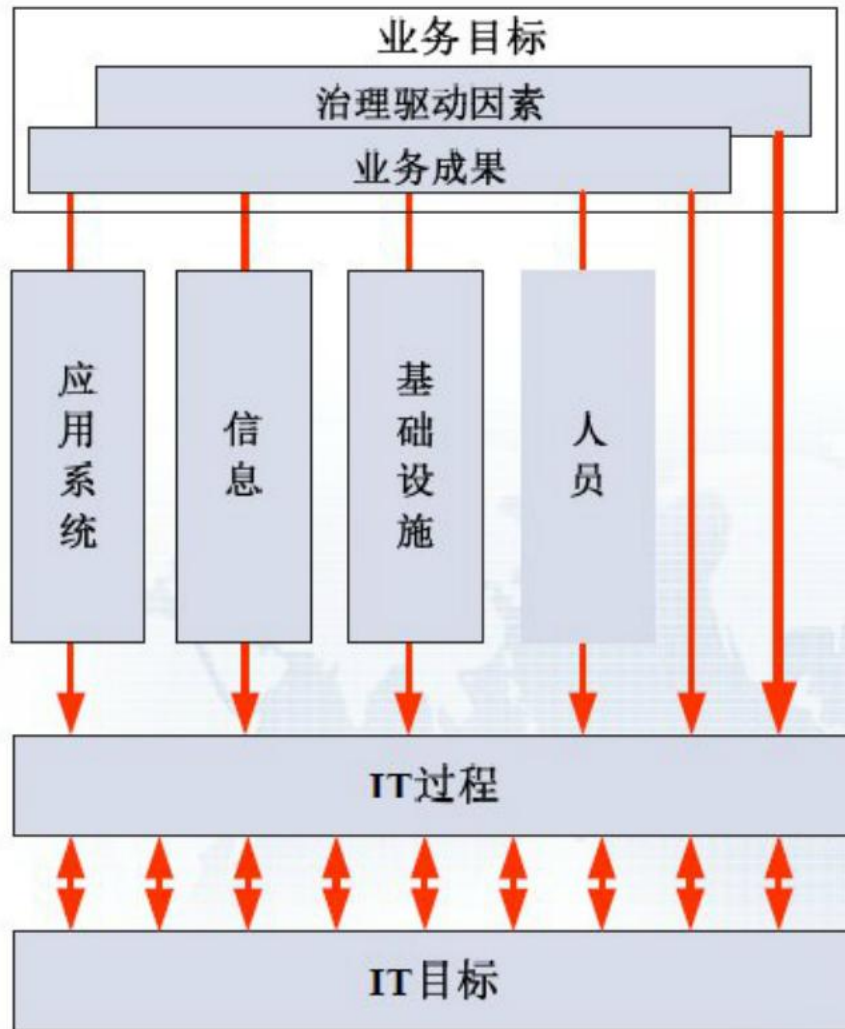 业务目标
治理驱动因素
业务成果
应用系统
信息
基础设施
人员
IT过程
IT目标